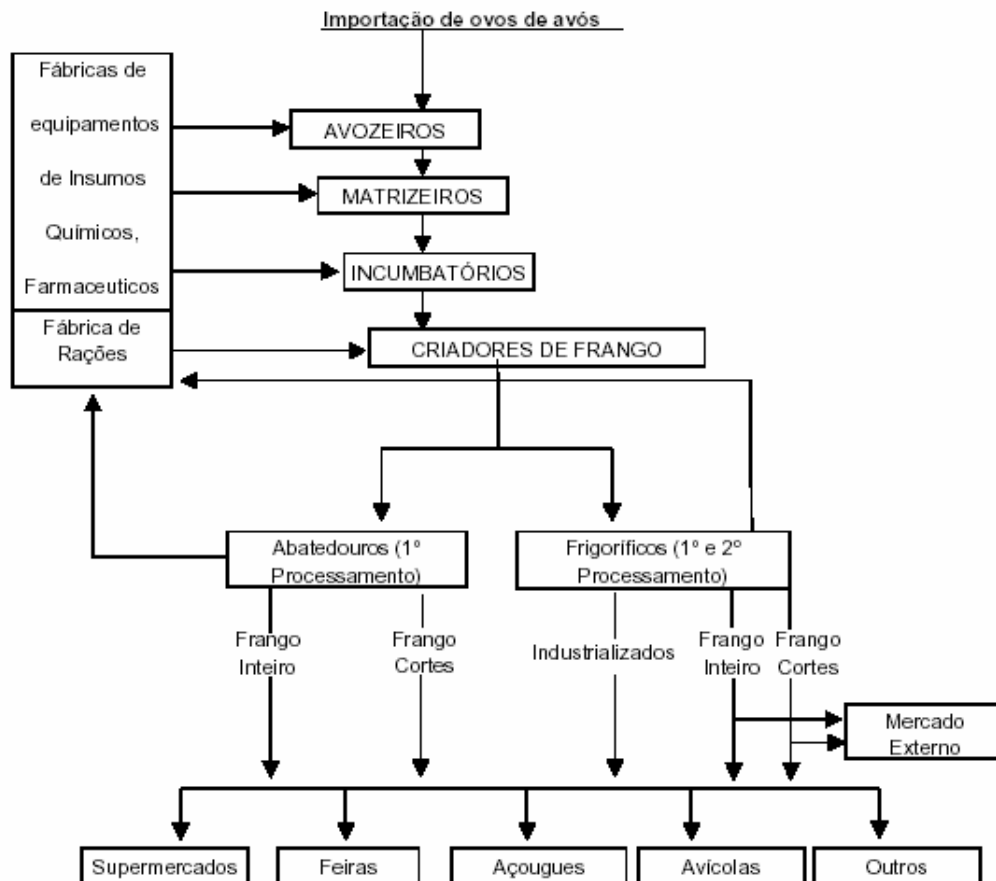 Importação de ovos de avós
Fábricas de
equipamentos
de Insumos
Químicos,
Farmaceuticos
Fábrica de
Rações
AVOZEIROS
MATRIZEIROS
INCUMBATÓRIOS
CRIADORES DE FRANGO
Abatedouros (1º
Processamento)
Frigoríficos (1º e 2º
Processamento)
Frango
Inteiro
Frango
Cortes
Industrializados
Frango
Inteiro
Frango
Cortes
Mercado
Externo
Supermercados
Feiras
Açougues
Avícolas
Outros